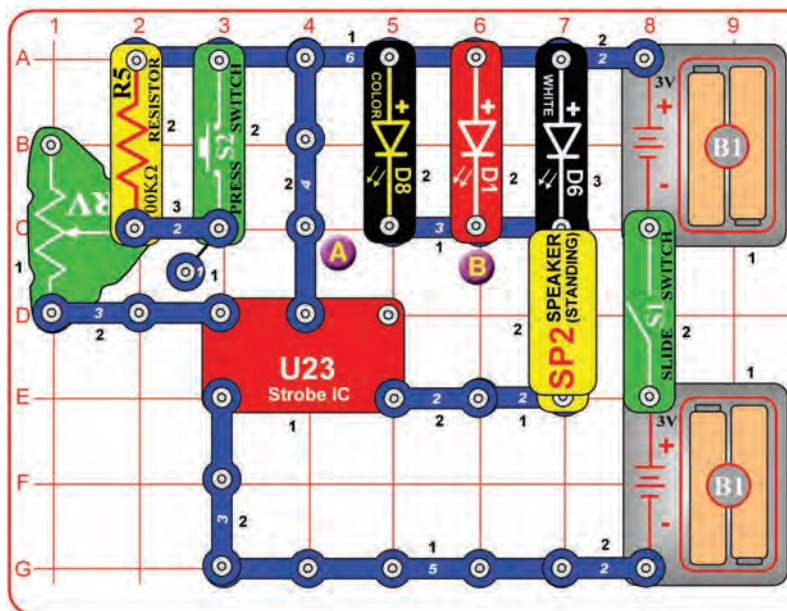 1 2 3 4 5 6 7 8 9
A
B
C
D
E
F
G
R5
RESISTOR
00KΩ
2
3
2
PRESS SWITCH
S2
2
RV
1
1
1
3
2
1
6
2
4
COLOR
+
D8
2
+
D1
2
WHITE
+
D6
3
3
1
2
2
A
B
SP2 SPEAKER
(STANDING)
2
SLIDE SWITCH
S1
2
3V
+
-
B1
1
U23
Strobe IC
1
2
2
2
1
3V
+
-
B1
1
3
2
1
5
2
2